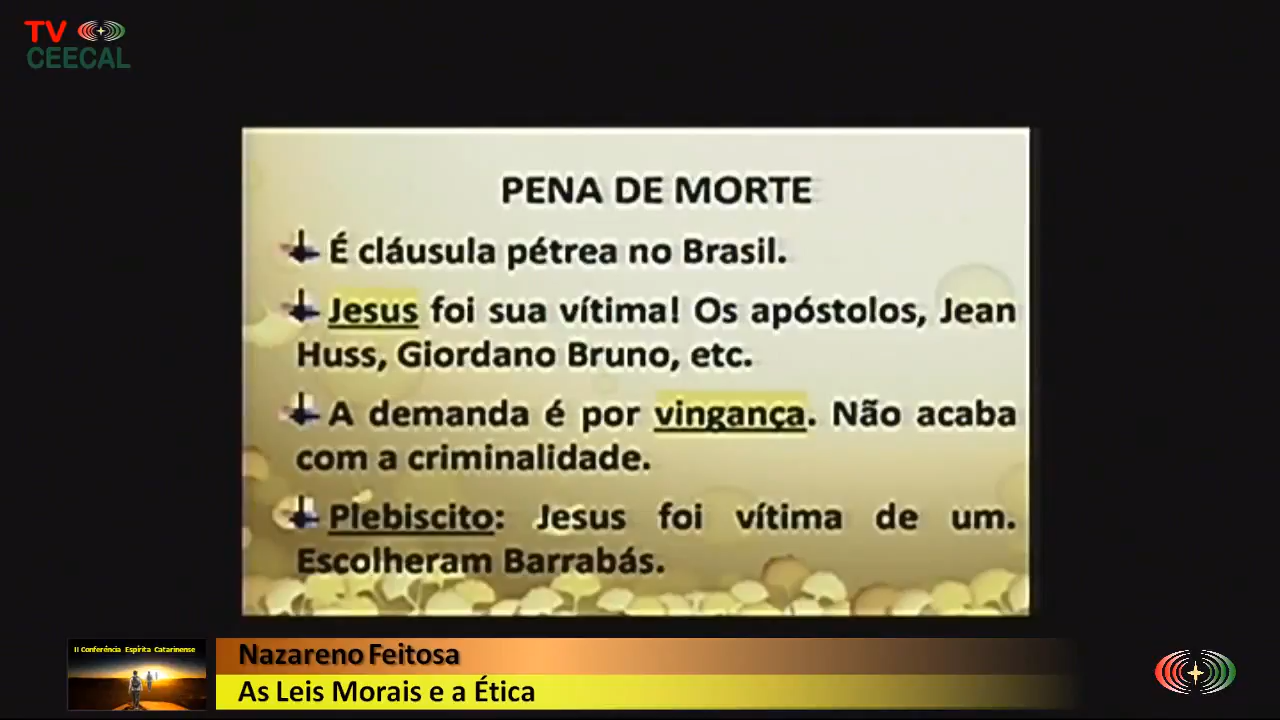 TV
CEECAL
PENA DE MORTE
É cláusula pétrea no Brasil.
Jesus foi sua vítima! Os apóstolos, Jean
Huss, Giordano Bruno, etc.
A demanda é por vingança. Não acaba
com a criminalidade.
Plebiscito: Jesus foi vítima de um.
Escolheram Barrabás.
II Conferência Espírita Catarinense
Nazareno Feitosa
As Leis Morais e a Ética